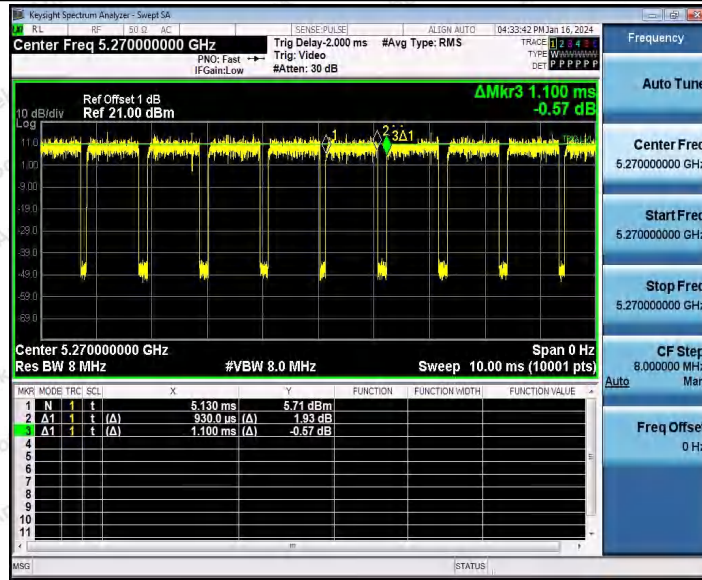 Keysight Spectrum Analyzer - Swept SA
RL RF 50 Ω AC SENSE:PULSE ALIGN AUTO 04:33:42 PM Jan 16, 2024
Center Freq 5.270000000 GHz
PNO: Fast
IFGain:Low
Trig Delay-2.000 ms
Trig: Video
#Atten: 30 dB
#Avg Type: RMS
TRACE 1 2 3 4 5 6
TYPE
DET P P P P P P
Frequency
Auto Tune
Center Freq
5.270000000 GHz
Start Freq
5.270000000 GHz
Stop Freq
5.270000000 GHz
CF Step
8.000000 MHz
Auto Man
Freq Offset
0 Hz
ΔMkr3 1.100 ms
-0.57 dB
10 dB/div
Log
Ref Offset 1 dB
Ref 21.00 dBm
11.0
1.00
-9.00
-19.0
-29.0
-39.0
-49.0
-59.0
-69.0
1
2
3Δ1
Center 5.270000000 GHz Span 0 Hz
Res BW 8 MHz #VBW 8.0 MHz Sweep 10.00 ms (10001 pts)
MKR MODE TRC SCL X Y FUNCTION FUNCTION WIDTH FUNCTION VALUE
1 N 1 t 5.130 ms 5.71 dBm
2 Δ1 1 t (Δ) 930.0 µs (Δ) 1.93 dB
3 Δ1 1 t (Δ) 1.100 ms (Δ) -0.57 dB
4
5
6
7
8
9
10
11
MSG STATUS